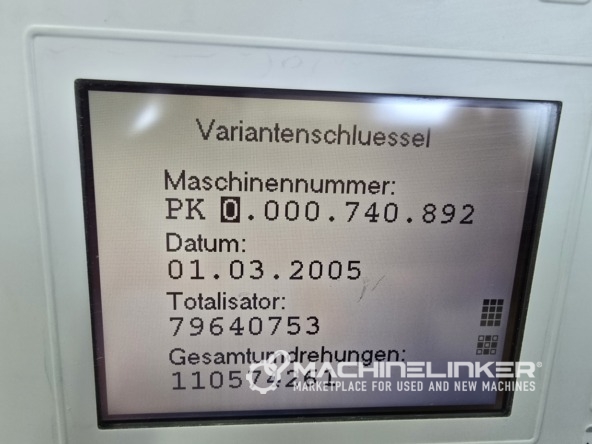 Variantenschluessel
Maschinennummer:
PK 0.000.740.892
Datum:
01.03.2005
Totalisator:
79640753
Gesamtumdrehungen:
MACHINELINKER®
MARKETPLACE FOR USED AND NEW MACHINES